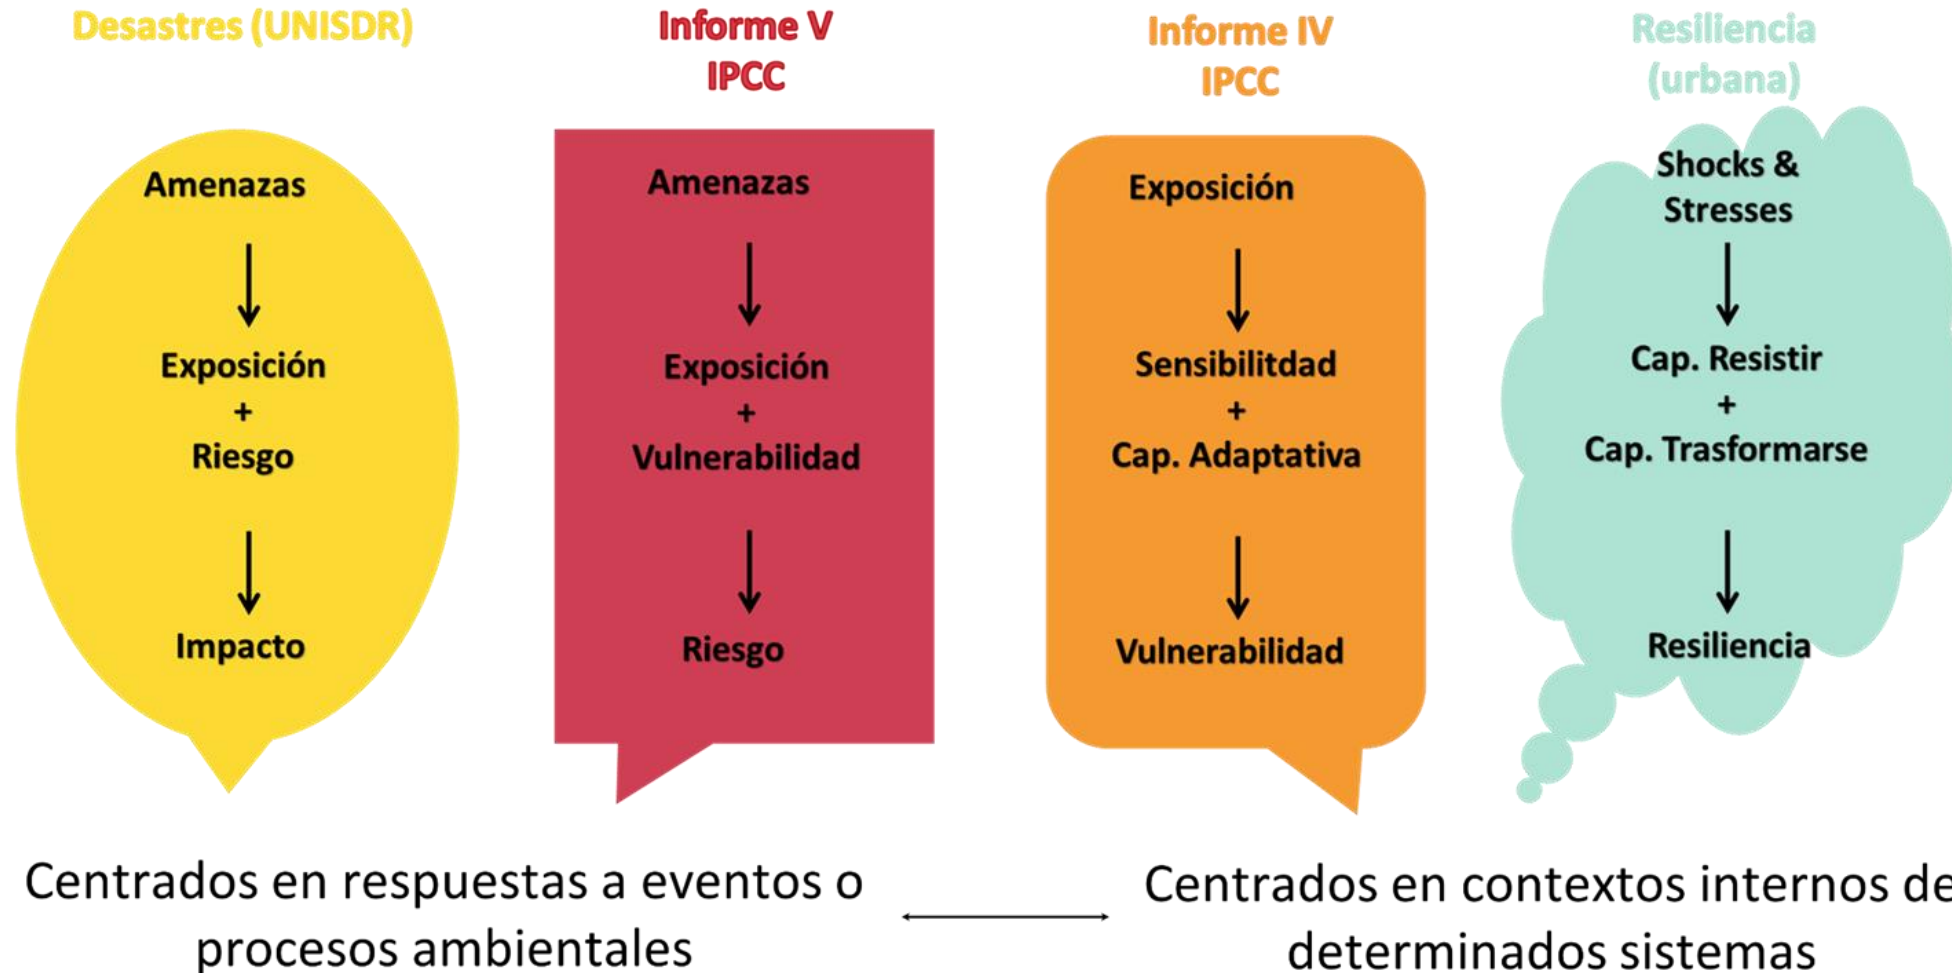 Desastres (UNISDR)
Amenazas
Exposición
+
Riesgo
Impacto
Informe V
IPCC
Amenazas
Exposición
+
Vulnerabilidad
Riesgo
Informe IV
IPCC
Exposición
Sensibilitdad
+
Cap. Adaptativa
Vulnerabilidad
Resiliencia
(urbana)
Shocks &
Stresses
Cap. Resistir
+
Cap. Trasformarse
Resiliencia
Centrados en respuestas a eventos o
procesos ambientales
Centrados en contextos internos de
determinados sistemas